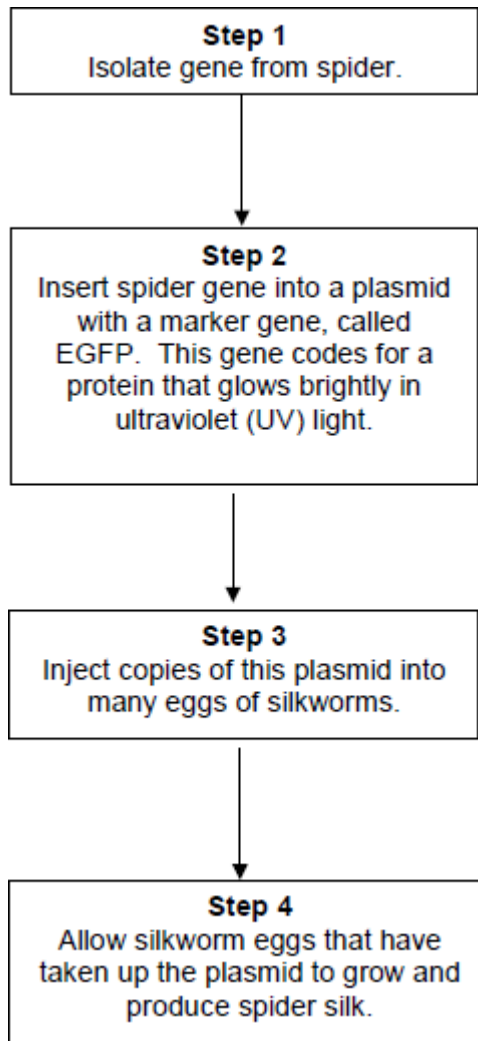 Step 1
Isolate gene from spider.
Step 2
Insert spider gene into a plasmid
with a marker gene, called
EGFP.  This gene codes for a
protein that glows brightly in
ultraviolet (UV) light.
Step 3
Inject copies of this plasmid into
many eggs of silkworms.
Step 4
Allow silkworm eggs that have
taken up the plasmid to grow and
produce spider silk.